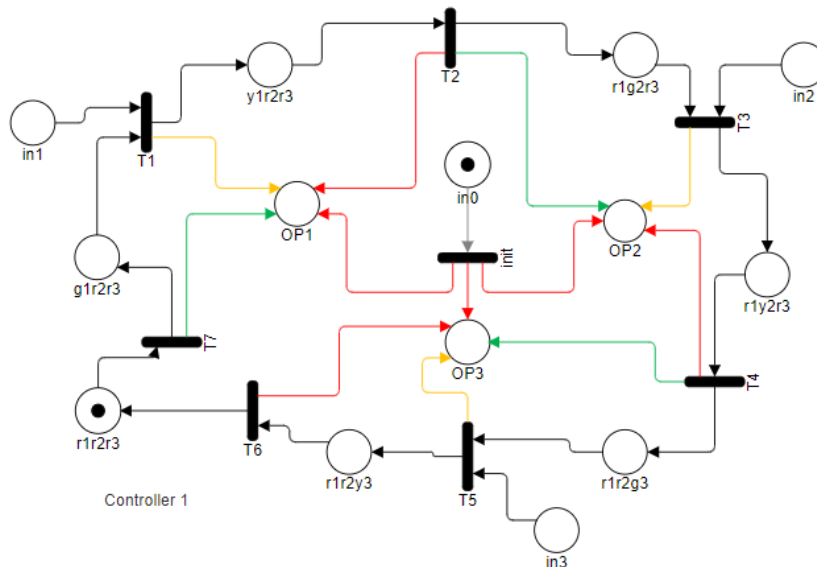 y1r2r3
T2
r1g2r3
in1
T1
in2
T3
in0
OP1
OP2
g1r2r3
init
r1y2r3
T7
OP3
T4
r1r2r3
T6
r1r2y3
r1r2g3
T5
Controller 1
in3